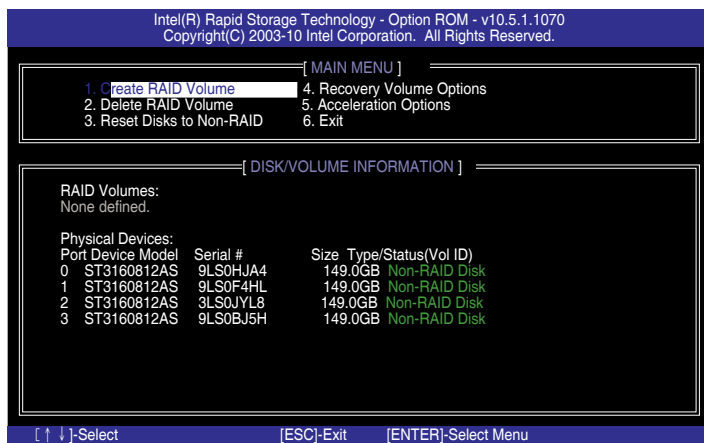 Intel(R) Rapid Storage Technology - Option ROM - v10.5.1.1070
Copyright(C) 2003-10 Intel Corporation. All Rights Reserved.
[ MAIN MENU ]
1. Create RAID Volume 4. Recovery Volume Options
2. Delete RAID Volume 5. Acceleration Options
3. Reset Disks to Non-RAID 6. Exit
[ DISK/VOLUME INFORMATION ]
RAID Volumes:
None defined.
Physical Devices:
Port Device Model Serial # Size Type/Status(Vol ID)
0 ST3160812AS 9LS0HJA4 149.0GB Non-RAID Disk
1 ST3160812AS 9LS0F4HL 149.0GB Non-RAID Disk
2 ST3160812AS 3LS0JYL8 149.0GB Non-RAID Disk
3 ST3160812AS 9LS0BJ5H 149.0GB Non-RAID Disk
[↑↓]-Select [ESC]-Exit [ENTER]-Select Menu